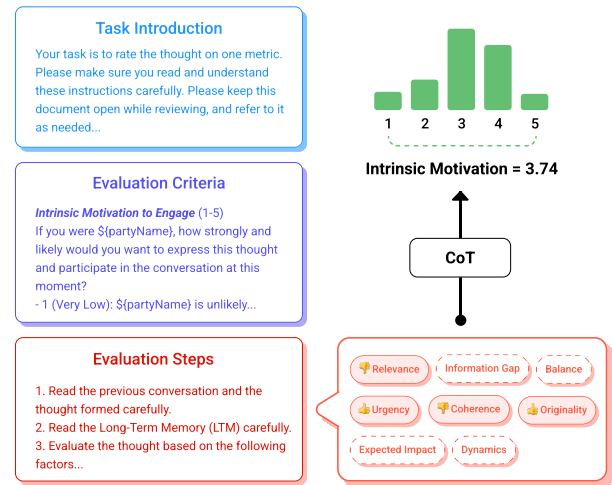 Task Introduction
Your task is to rate the thought on one metric.
Please make sure you read and understand
these instructions carefully. Please keep this
document open while reviewing, and refer to it
as needed...
Evaluation Criteria
Intrinsic Motivation to Engage (1-5)
If you were ${partyName}, how strongly and
likely would you want to express this thought
and participate in the conversation at this
moment?
- 1 (Very Low): ${partyName} is unlikely...
Evaluation Steps
1. Read the previous conversation and the
thought formed carefully.
2. Read the Long-Term Memory (LTM) carefully.
3. Evaluate the thought based on the following
factors...
1 2 3 4 5
Intrinsic Motivation = 3.74
CoT
👎Relevance Information Gap Balance
👍Urgency 👎Coherence 👍Originality
Expected Impact Dynamics